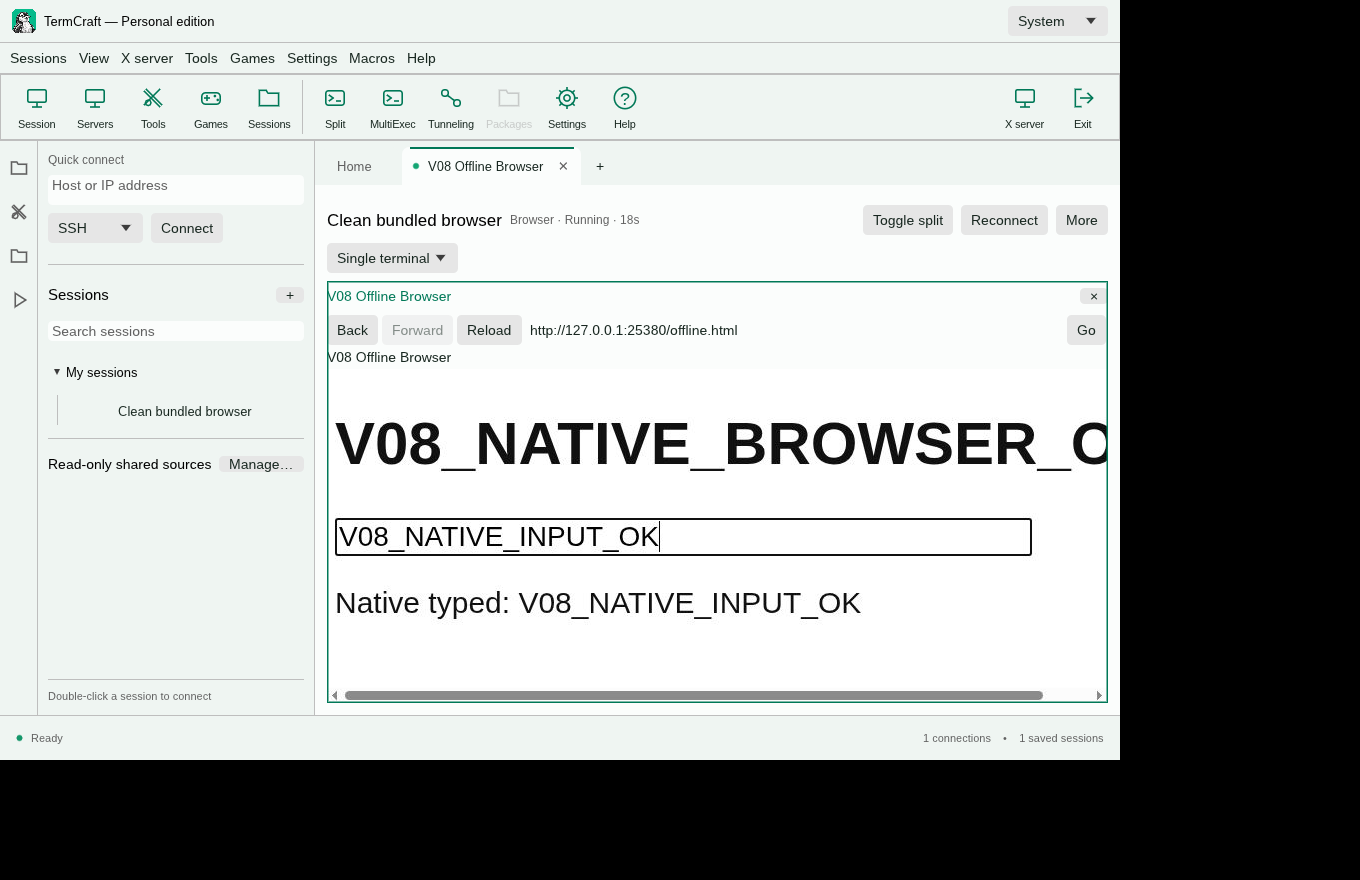 TermCraft — Personal edition
System
Sessions View X server Tools Games Settings Macros Help
Session Servers Tools Games Sessions Split MultiExec Tunneling Packages Settings Help X server Exit
Quick connect
Host or IP address
SSH Connect
Sessions +
Search sessions
My sessions
Clean bundled browser
Read-only shared sources Manage…
Double-click a session to connect
Home V08 Offline Browser × +
Clean bundled browser Browser · Running · 18s Toggle split Reconnect More
Single terminal
V08 Offline Browser ×
Back Forward Reload http://127.0.0.1:25380/offline.html Go
V08 Offline Browser
V08_NATIVE_BROWSER_O
V08_NATIVE_INPUT_OK
Native typed: V08_NATIVE_INPUT_OK
Ready 1 connections • 1 saved sessions